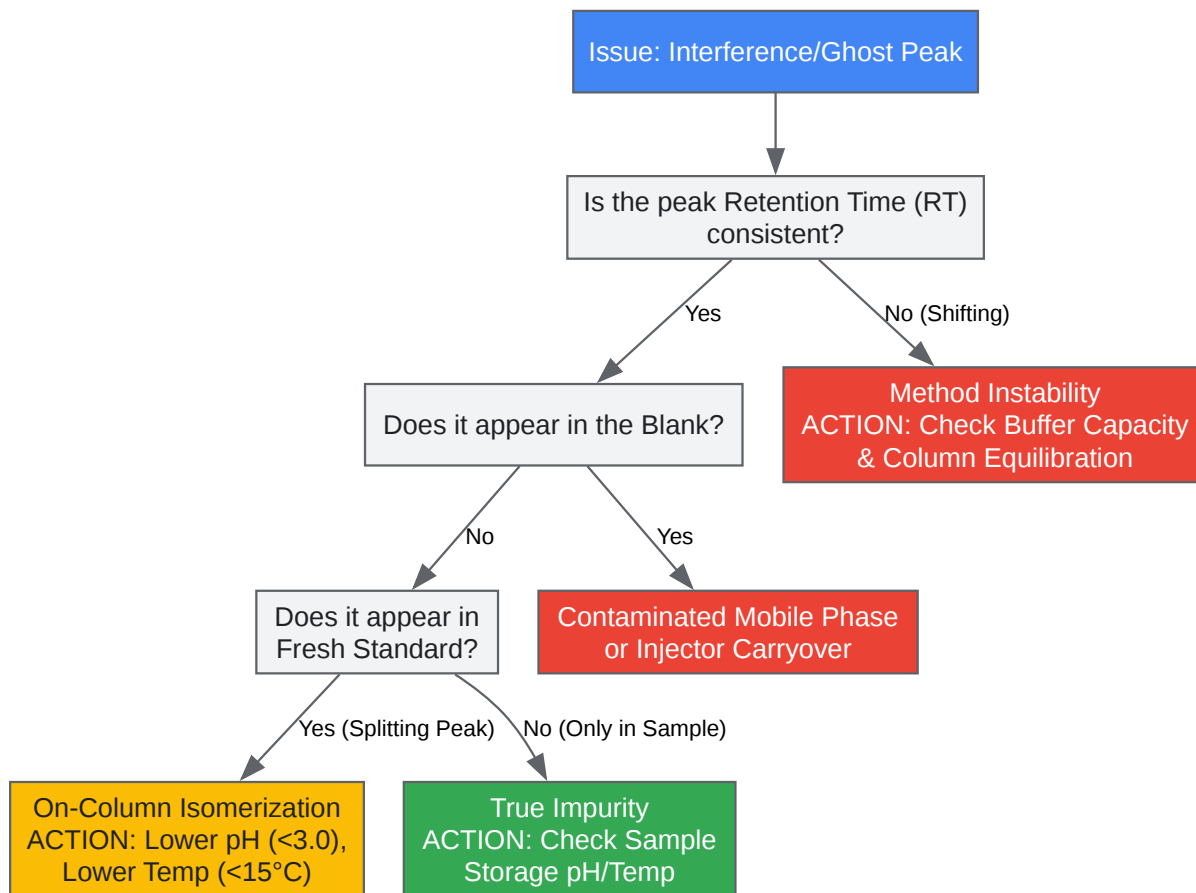 Issue: Interference/Ghost Peak
Is the peak Retention Time (RT)
consistent?
Yes
No (Shifting)
Does it appear in the Blank?
Method Instability
ACTION: Check Buffer Capacity
& Column Equilibration
No
Yes
Does it appear in
Fresh Standard?
Contaminated Mobile Phase
or Injector Carryover
Yes (Splitting Peak)
No (Only in Sample)
On-Column Isomerization
ACTION: Lower pH (<3.0),
Lower Temp (<15°C)
True Impurity
ACTION: Check Sample
Storage pH/Temp